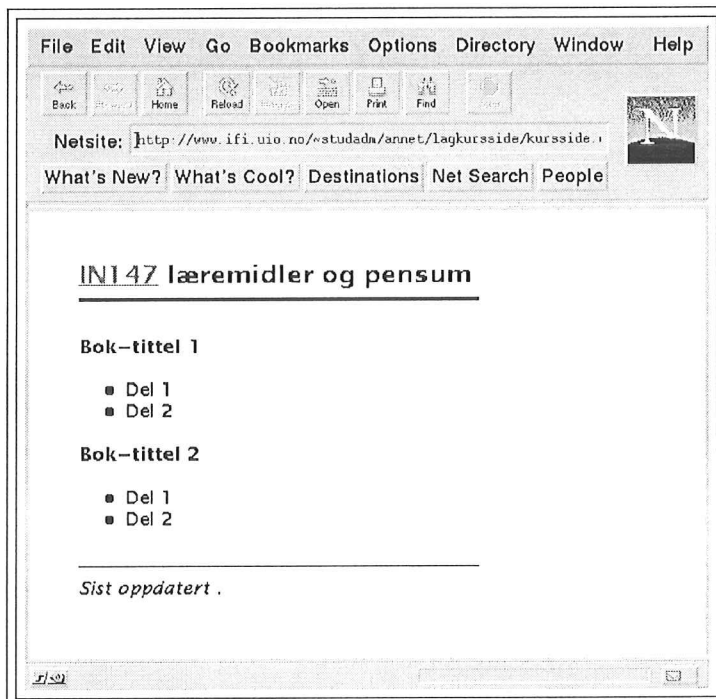 File Edit View Go Bookmarks Options Directory Window Help
Back Home Reload Open Print Find
Netsite: http://www.ifi.uio.no/~studadm/annet/lagkursside/kursside.
What's New? What's Cool? Destinations Net Search People
IN147 læremidler og pensum
Bok-tittel 1
Del 1
Del 2
Bok-tittel 2
Del 1
Del 2
Sist oppdatert .